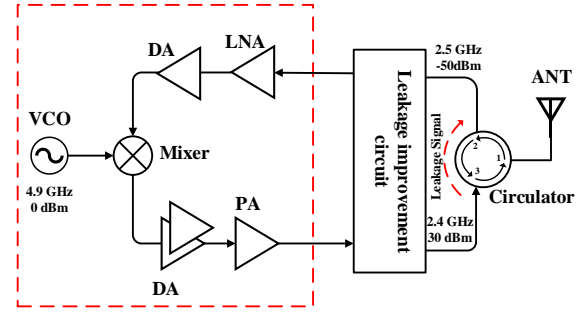 DA
LNA
VCO
4.9 GHz
0 dBm
Mixer
DA
PA
Leakage improvement
circuit
2.5 GHz
-50dBm
Leakage Signal
2.4 GHz
30 dBm
ANT
2
1
3
Circulator